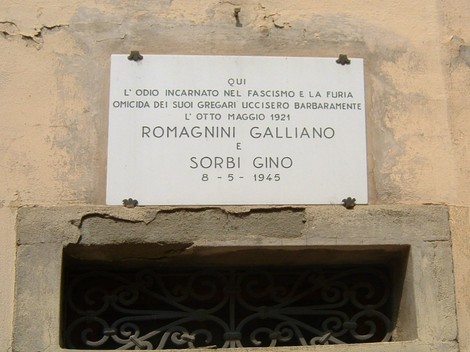 QUI
L'ODIO INCARNATO NEL FASCISMO E LA FURIA
OMICIDA DEI SUOI GREGARI UCCISERO BARBARAMENTE
L'OTTO MAGGIO 1921
ROMAGNINI GALLIANO
E
SORBI GINO
8 - 5 - 1945